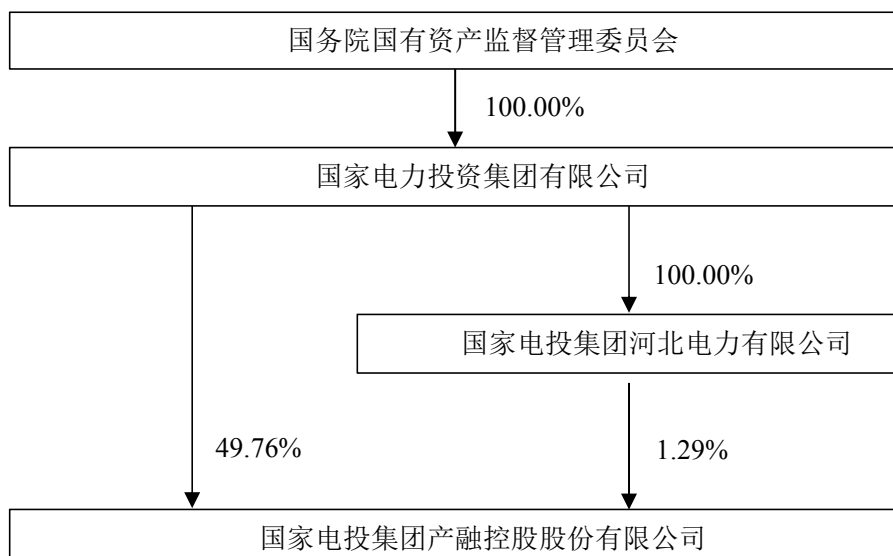 国务院国有资产监督管理委员会
100.00%
国家电力投资集团有限公司
100.00%
国家电投集团河北电力有限公司
49.76%
1.29%
国家电投集团产融控股股份有限公司